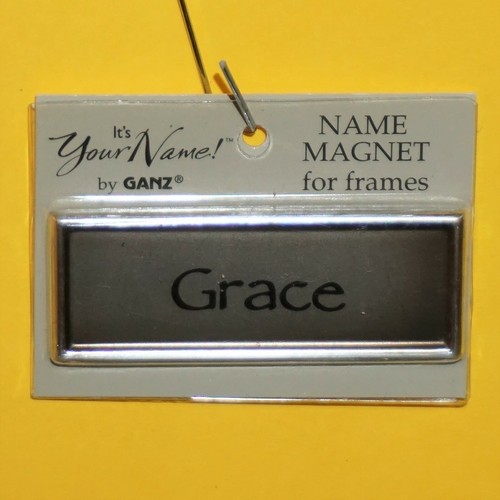 It's
Your Name!™
by GANZ®
NAME
MAGNET
for frames
Grace